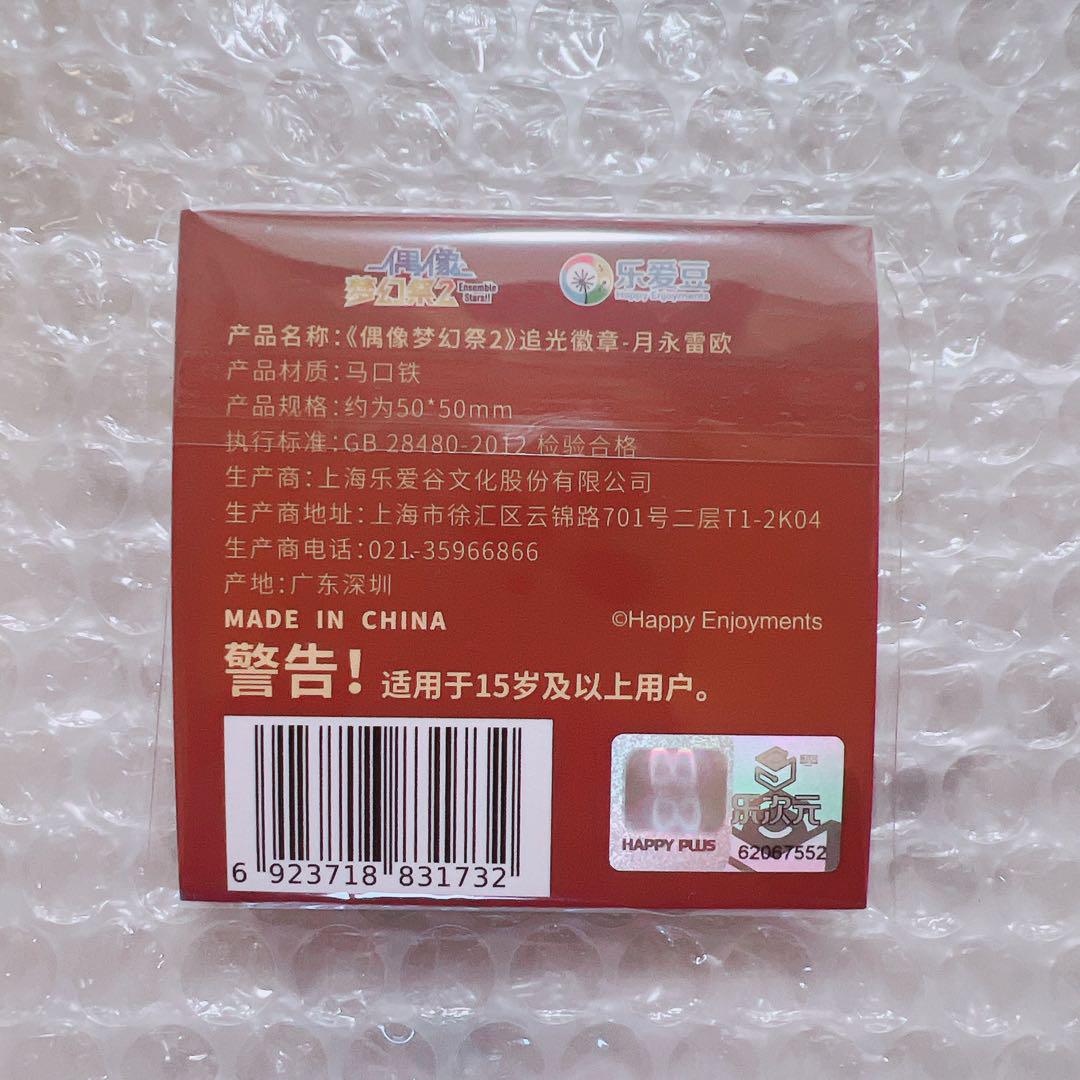 偶像
梦幻祭2 Ensemble Stars!!
乐爱豆
Happy Enjoyments
产品名称:《偶像梦幻祭2》追光徽章-月永雷欧
产品材质:马口铁
产品规格:约为50*50mm
执行标准:GB 28480-2012 检验合格
生产商:上海乐爱谷文化股份有限公司
生产商地址:上海市徐汇区云锦路701号二层T1-2K04
生产商电话:021-35966866
产地:广东深圳
MADE IN CHINA
©Happy Enjoyments
警告!适用于15岁及以上用户。
6 923718 831732
HAPPY PLUS
乐次元
62067552